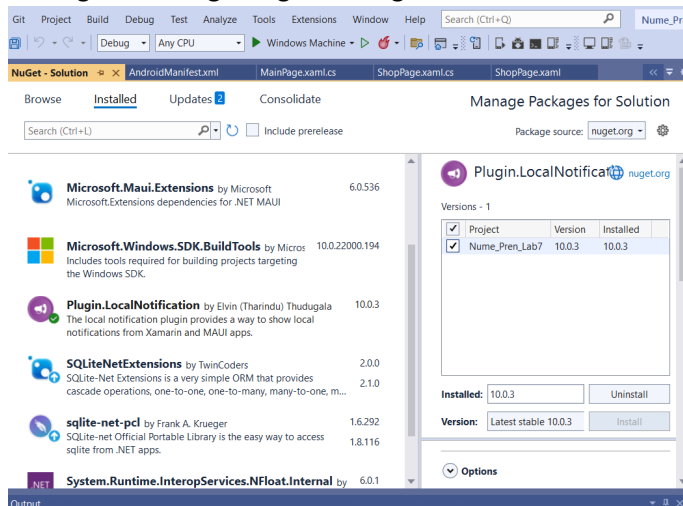 Git Project Build Debug Test Analyze Tools Extensions Window Help Search (Ctrl+Q) Nume_Pr
Debug Any CPU Windows Machine
NuGet - Solution AndroidManifest.xml MainPage.xaml.cs ShopPage.xaml.cs ShopPage.xaml
Browse Installed Updates 2 Consolidate Manage Packages for Solution
Search (Ctrl+L) Include prerelease Package source: nuget.org
Plugin.LocalNotificat nuget.org
Microsoft.Maui.Extensions by Microsoft 6.0.536
Microsoft.Extensions dependencies for .NET MAUI
Versions - 1
Project Version Installed
Nume_Pren_Lab7 10.0.3 10.0.3
Microsoft.Windows.SDK.BuildTools by Micros 10.0.22000.194
Includes tools required for building projects targeting
the Windows SDK.
Plugin.LocalNotification by Elvin (Tharindu) Thudugala 10.0.3
The local notification plugin provides a way to show local
notifications from Xamarin and MAUI apps.
SQLiteNetExtensions by TwinCoders 2.0.0
SQLite-Net Extensions is a very simple ORM that provides
cascade operations, one-to-one, one-to-many, many-to-one, m... 2.1.0
Installed: 10.0.3 Uninstall
Version: Latest stable 10.0.3 Install
sqlite-net-pcl by Frank A. Krueger 1.6.292
SQLite-net Official Portable Library is the easy way to access
sqlite from .NET apps. 1.8.116
Options
.NET System.Runtime.InteropServices.NFloat.Internal by 6.0.1
Output